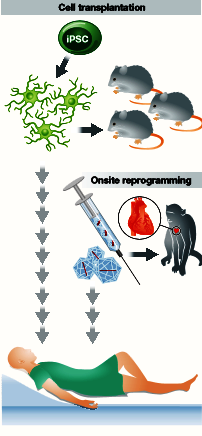 Cell transplantation
iPSC
Onsite reprogramming